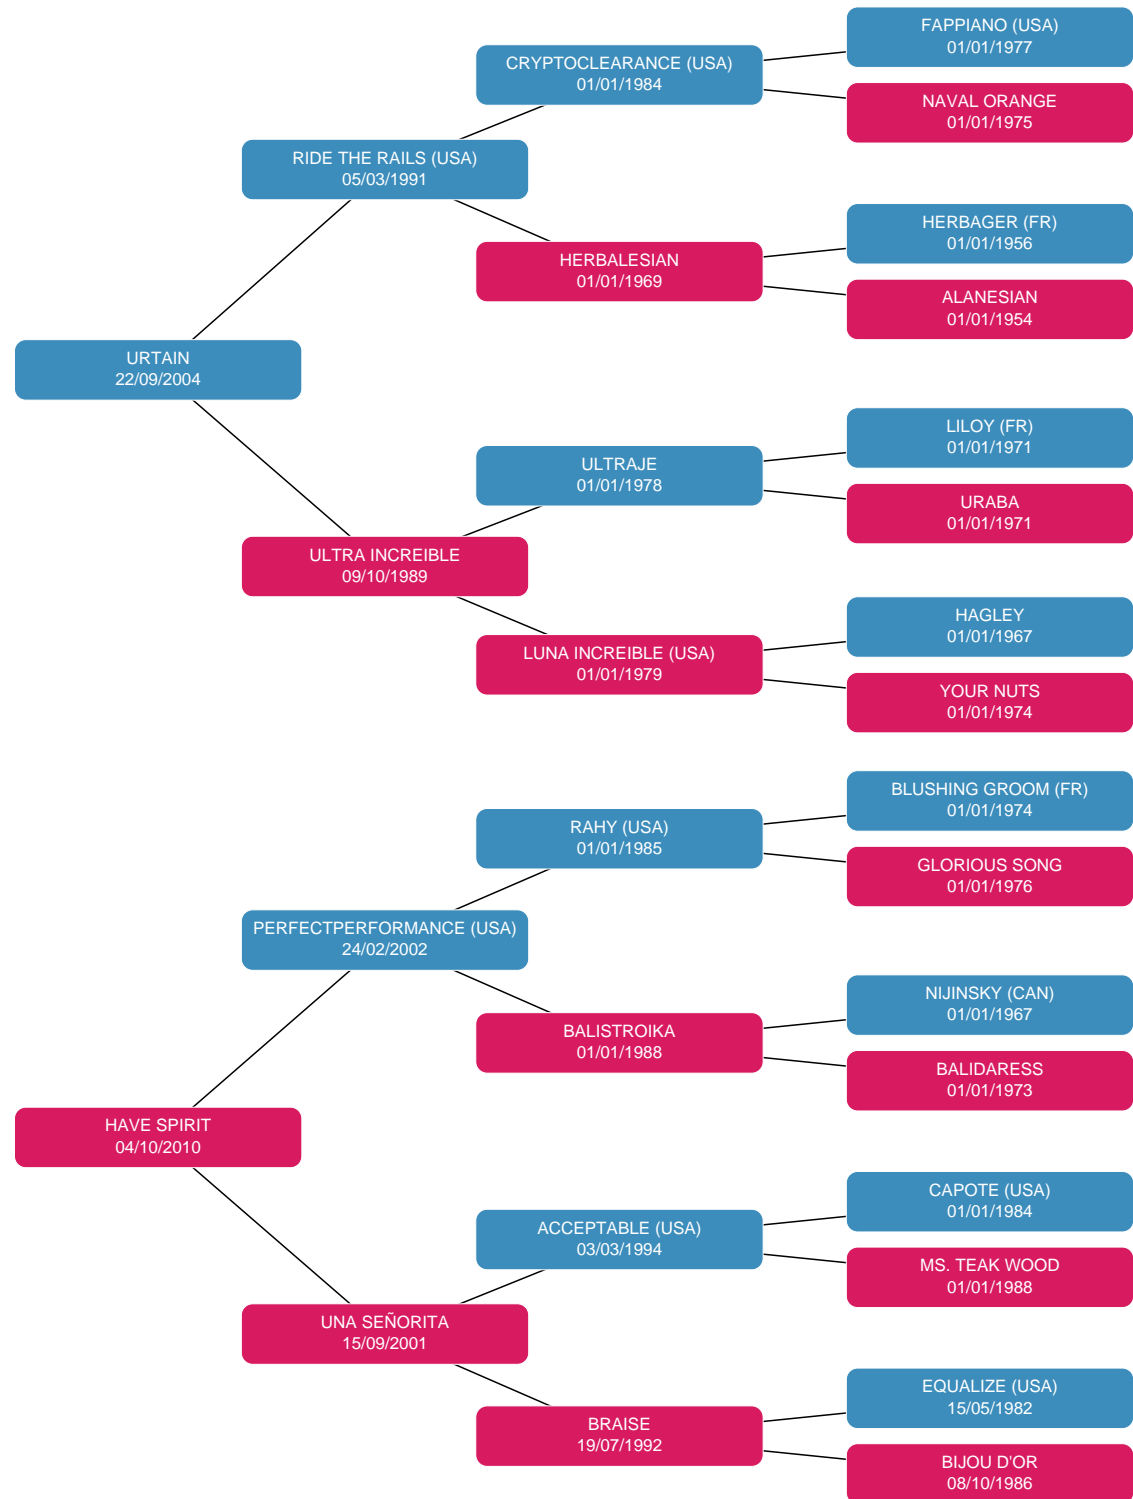 FAPPIANO (USA)
01/01/1977
CRYPTOCLEARANCE (USA)
01/01/1984
NAVAL ORANGE
01/01/1975
RIDE THE RAILS (USA)
05/03/1991
HERBAGER (FR)
01/01/1956
HERBALESIAN
01/01/1969
ALANESIAN
01/01/1954
URTAIN
22/09/2004
LILOY (FR)
01/01/1971
ULTRAJE
01/01/1978
URABA
01/01/1971
ULTRA INCREIBLE
09/10/1989
HAGLEY
01/01/1967
LUNA INCREIBLE (USA)
01/01/1979
YOUR NUTS
01/01/1974
BLUSHING GROOM (FR)
01/01/1974
RAHY (USA)
01/01/1985
GLORIOUS SONG
01/01/1976
PERFECTPERFORMANCE (USA)
24/02/2002
NIJINSKY (CAN)
01/01/1967
BALISTROIKA
01/01/1988
BALIDARESS
01/01/1973
HAVE SPIRIT
04/10/2010
CAPOTE (USA)
01/01/1984
ACCEPTABLE (USA)
03/03/1994
MS. TEAK WOOD
01/01/1988
UNA SEÑORITA
15/09/2001
EQUALIZE (USA)
15/05/1982
BRAISE
19/07/1992
BIJOU D'OR
08/10/1986